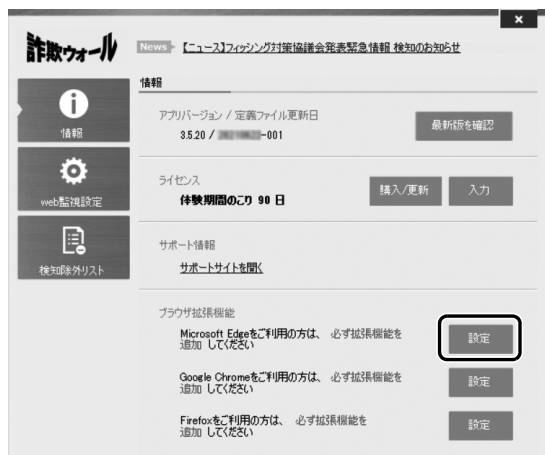 詐欺ウォール
News 【ニュース】フィッシング対策協議会発表緊急情報 検知のお知らせ
情報
情報
アプリバージョン / 定義ファイル更新日
3.5.20 / -001
最新版を確認
web監視設定
ライセンス
体験期間のこり 90 日
購入/更新
入力
検知除外リスト
サポート情報
サポートサイトを開く
ブラウザ拡張機能
Microsoft Edgeをご利用の方は、 必ず拡張機能を
追加 してください
設定
Google Chromeをご利用の方は、 必ず拡張機能を
追加 してください
設定
Firefoxをご利用の方は、 必ず拡張機能を
追加 してください
設定